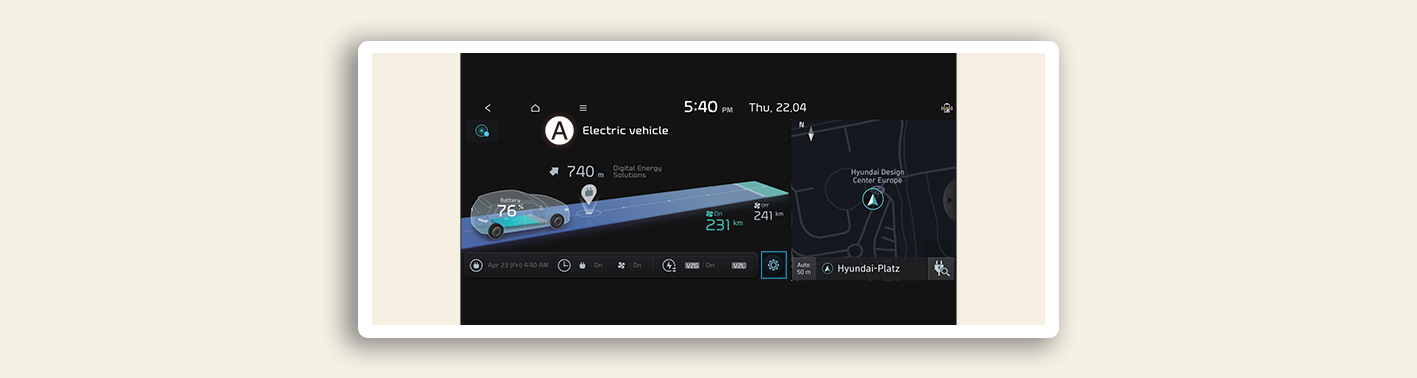 5:40 PM Thu, 22.04
A Electric vehicle
740 m
Digital Energy
Solutions
Battery
76 %
On
231 km
OFF
241 km
Apr 23 (Fri) 4:40 AM : On : On V2G : On V2L
N
Hyundai Design
Center Europe
Auto
50 m
Hyundai-Platz